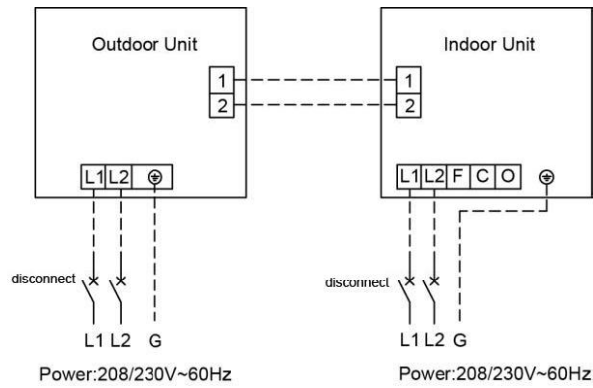 Outdoor Unit
1
2
L1 L2
disconnect
L1 L2 G
Power:208/230V~60Hz
Indoor Unit
1
2
L1 L2 F C O
disconnect
L1 L2 G
Power:208/230V~60Hz